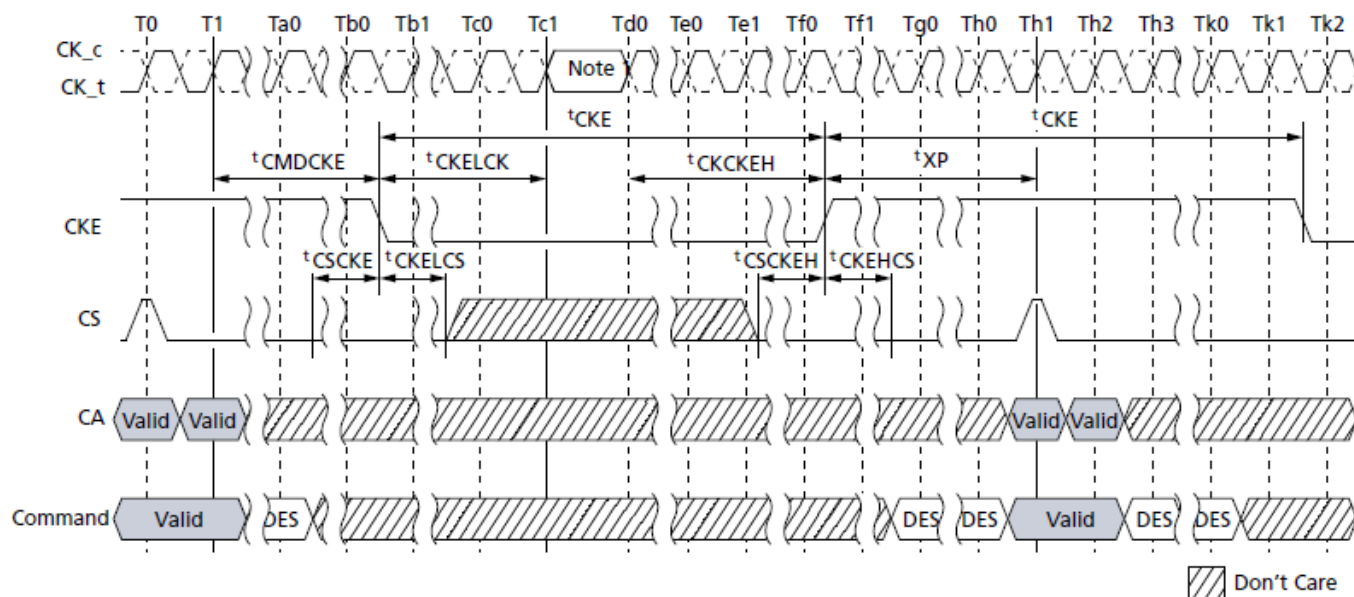 T0 T1 Ta0 Tb0 Tb1 Tc0 Tc1 Td0 Te0 Te1 Tf0 Tf1 Tg0 Th0 Th1 Th2 Th3 Tk0 Tk1 Tk2
CK_c
Note
CK_t
tCKE tCKE
tCMDCKE tCKELCK tCKCKEH tXP
CKE
tCSCKE tCKELCS tCSCKEH tCKEHCS
CS
CA Valid Valid Valid Valid
Command Valid DES DES DES Valid DES DES
Don't Care